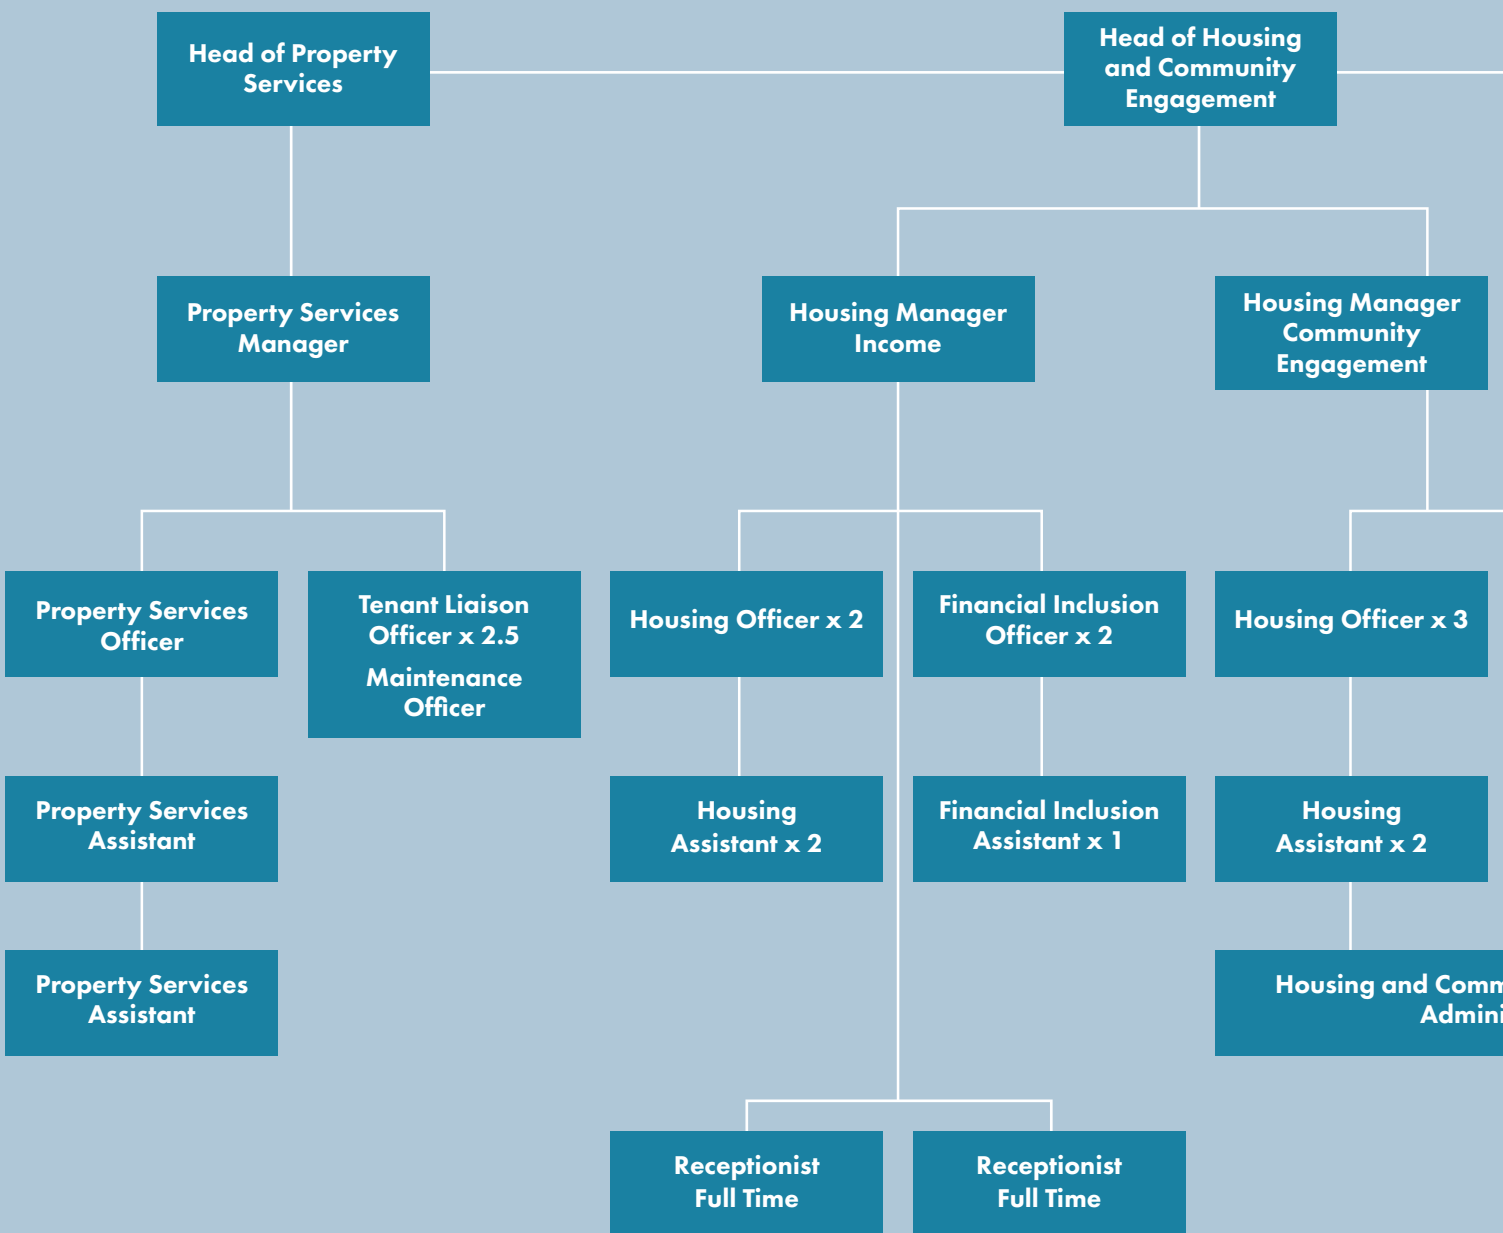 Head of Property
Services
Head of Housing
and Community
Engagement
Property Services
Manager
Housing Manager
Income
Housing Manager
Community
Engagement
Property Services
Officer
Tenant Liaison
Officer x 2.5
Maintenance
Officer
Housing Officer x 2
Financial Inclusion
Officer x 2
Housing Officer x 3
Property Services
Assistant
Housing
Assistant x 2
Financial Inclusion
Assistant x 1
Housing
Assistant x 2
Property Services
Assistant
Housing and
Receptionist
Full Time
Receptionist
Full Time